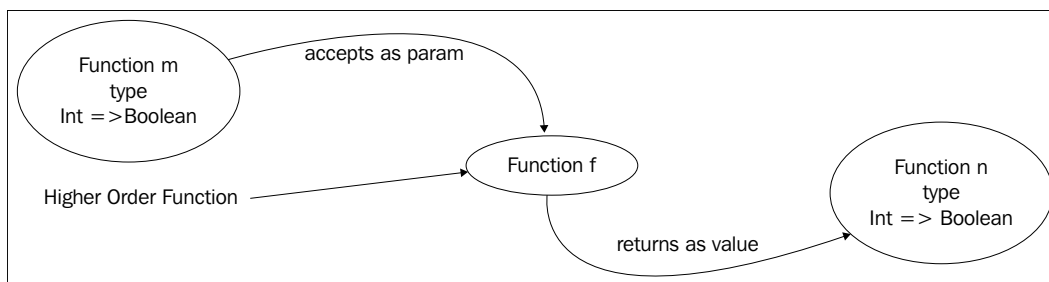 Function m
type
Int =>Boolean
accepts as param
Function f
Higher Order Function
Function n
type
Int => Boolean
returns as value